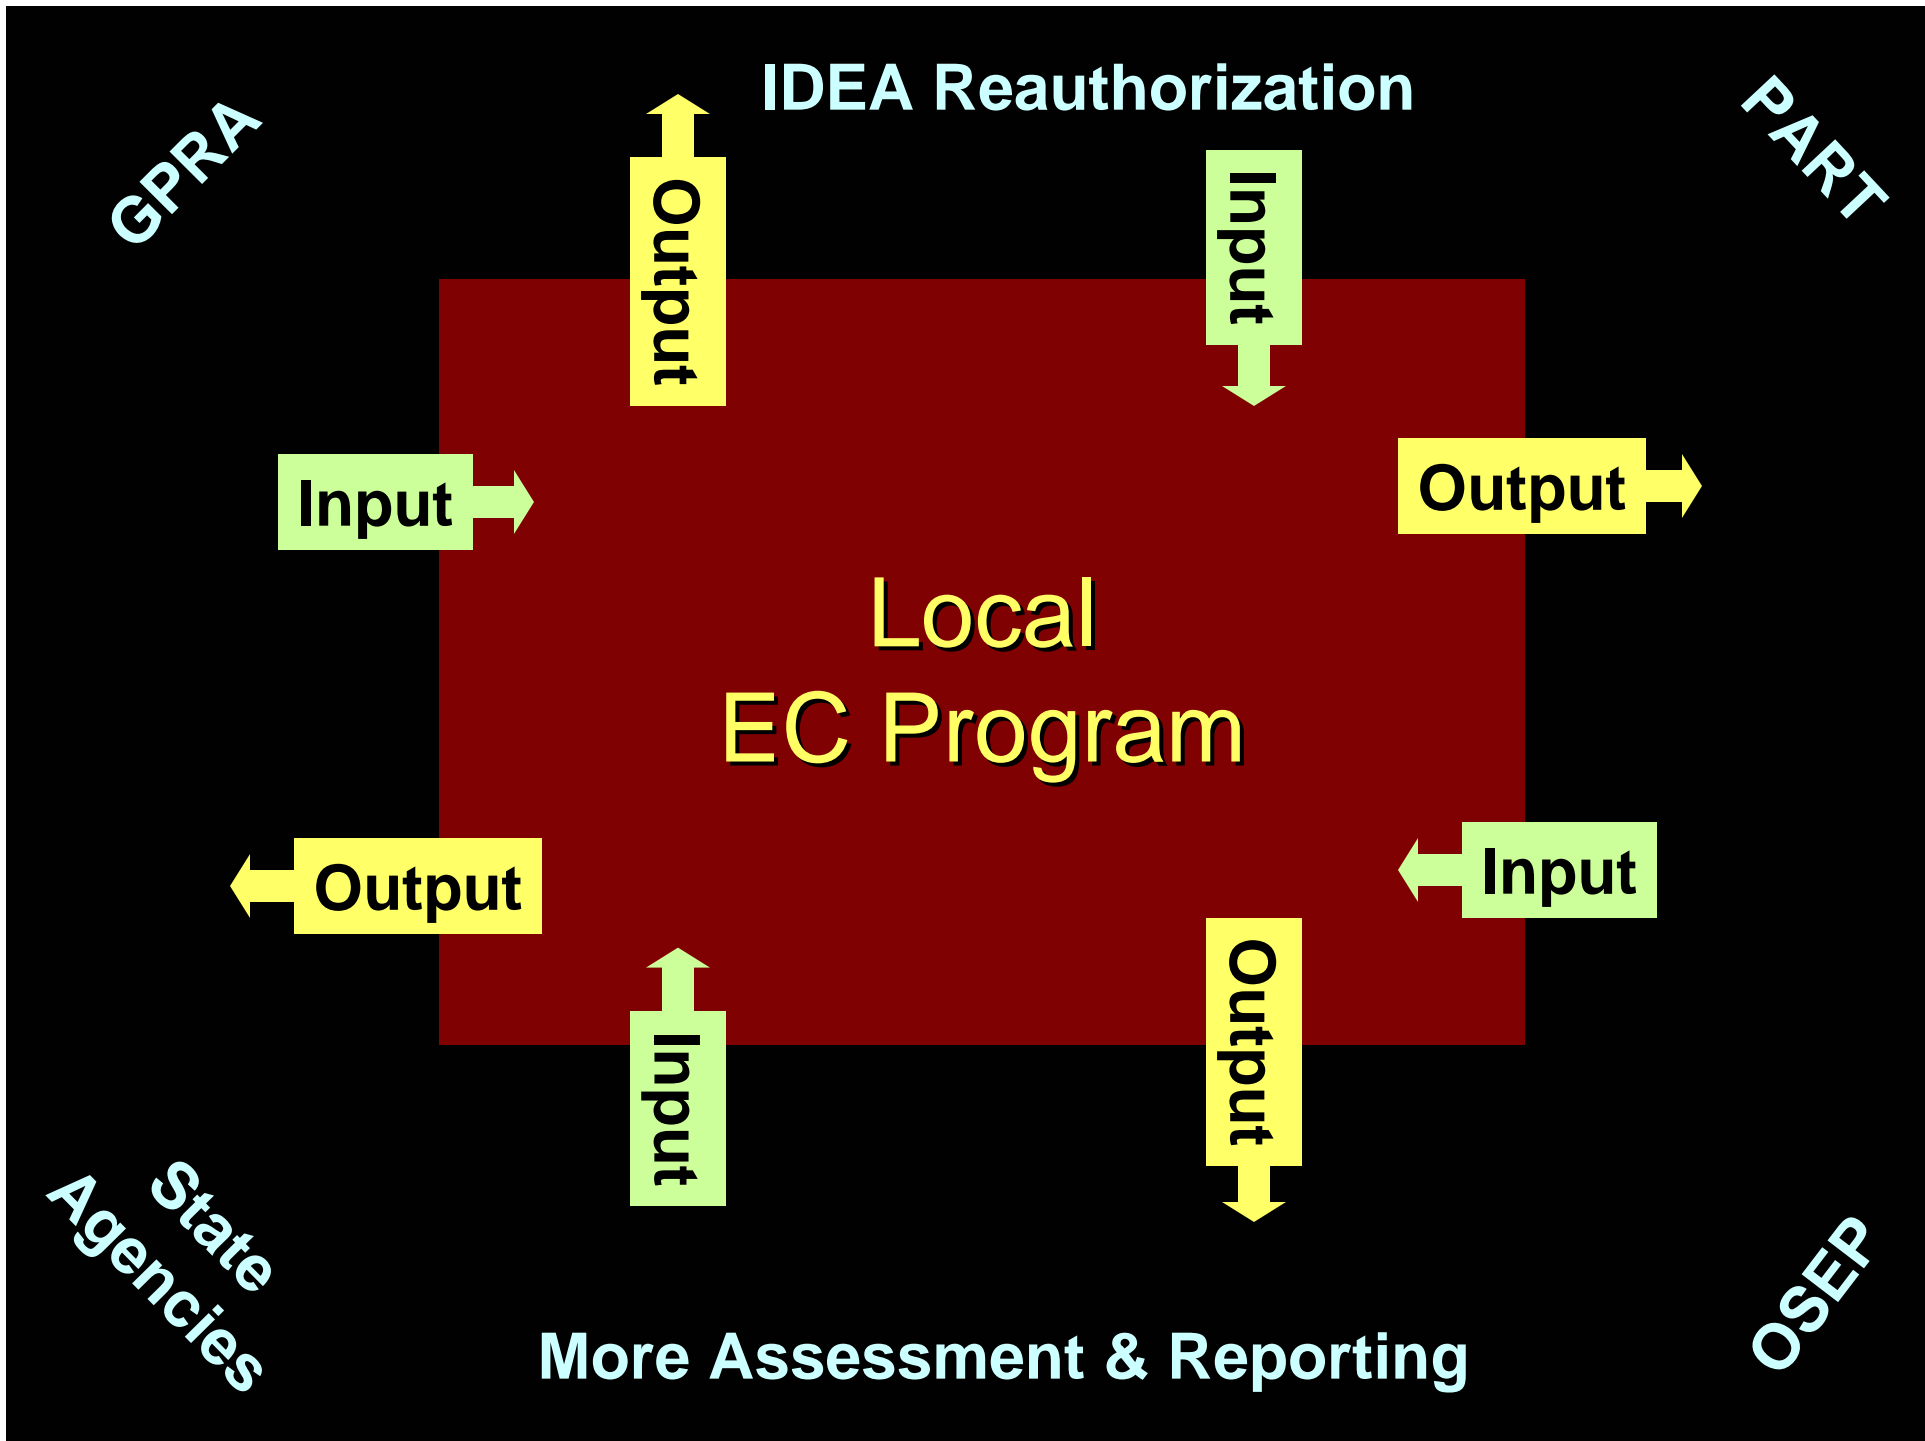 IDEA Reauthorization
GPRA
PART
Output
Input
Input
Output
Local
EC Program
Output
Input
Input
Output
State
Agencies
OSEP
More Assessment & Reporting